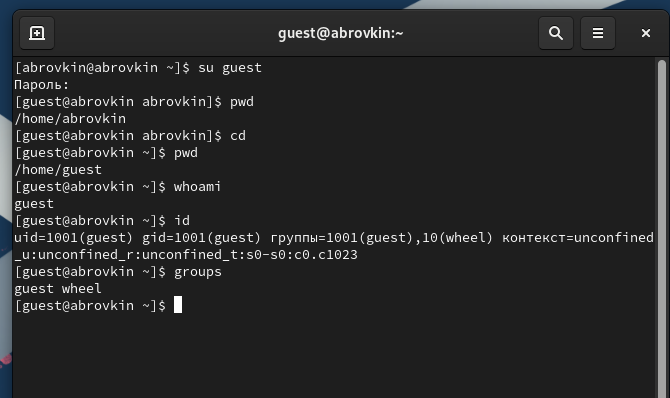 guest@abrovkin:~
[abrovkin@abrovkin ~]$ su guest
Пароль:
[guest@abrovkin abrovkin]$ pwd
/home/abrovkin
[guest@abrovkin abrovkin]$ cd
[guest@abrovkin ~]$ pwd
/home/guest
[guest@abrovkin ~]$ whoami
guest
[guest@abrovkin ~]$ id
uid=1001(guest) gid=1001(guest) группы=1001(guest),10(wheel) контекст=unconfined
_u:unconfined_r:unconfined_t:s0-s0:c0.c1023
[guest@abrovkin ~]$ groups
guest wheel
[guest@abrovkin ~]$